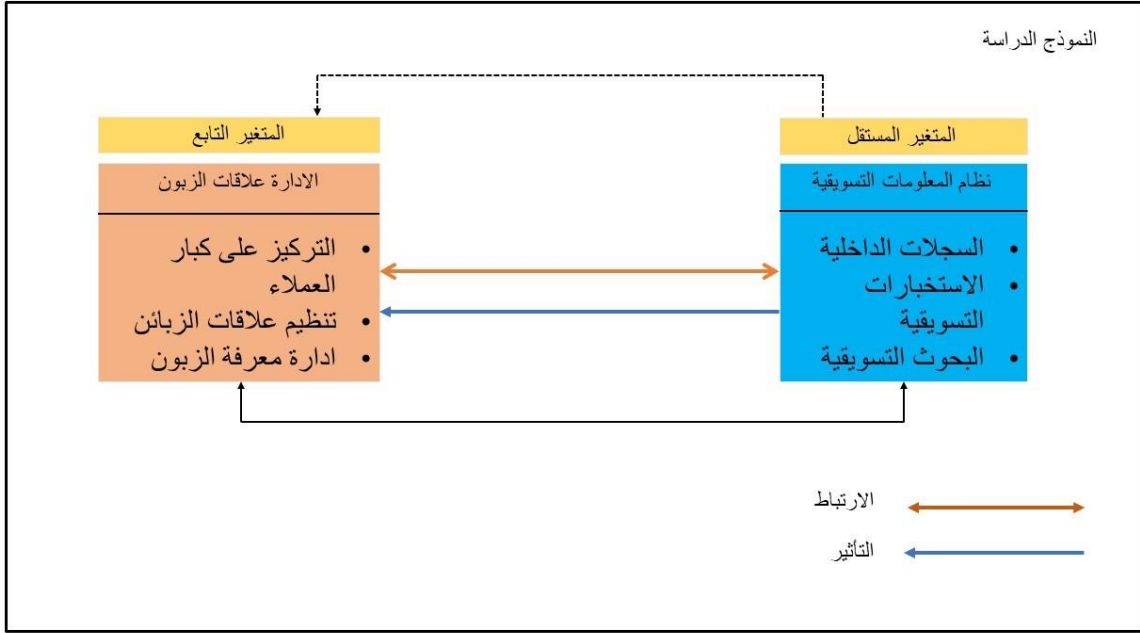 النموذج الدراسة
المتغير المستقل
نظام المعلومات التسويقية
• السجلات الداخلية
• الاستخبارات
التسويقية
• البحوث التسويقية
المتغير التابع
الادارة علاقات الزبون
• التركيز على كبار
العملاء
• تنظيم علاقات الزبائن
• ادارة معرفة الزبون
الارتباط
التأثير